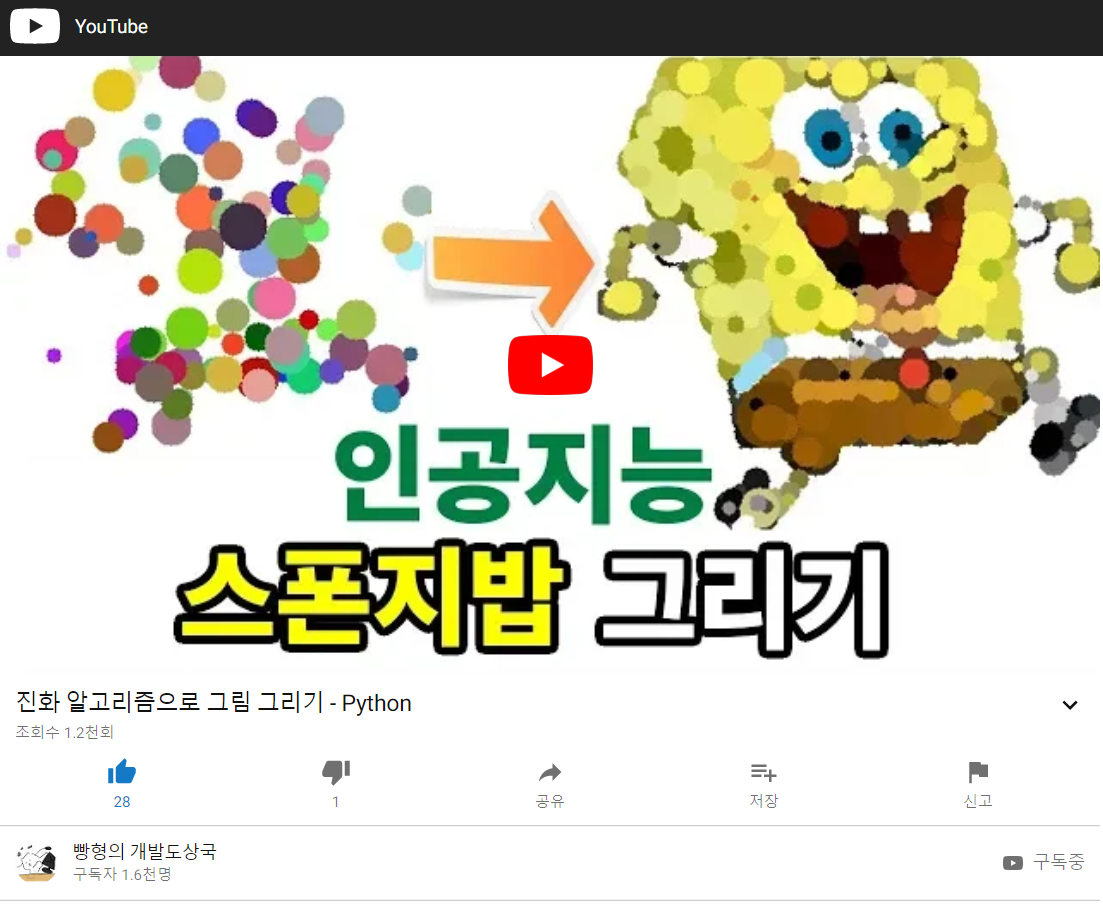 YouTube
인공지능
스폰지밥 그리기
진화 알고리즘으로 그림 그리기 - Python
조회수 1.2천회
28
1
공유
저장
신고
빵형의 개발도상국
구독자 1.6천명
구독중